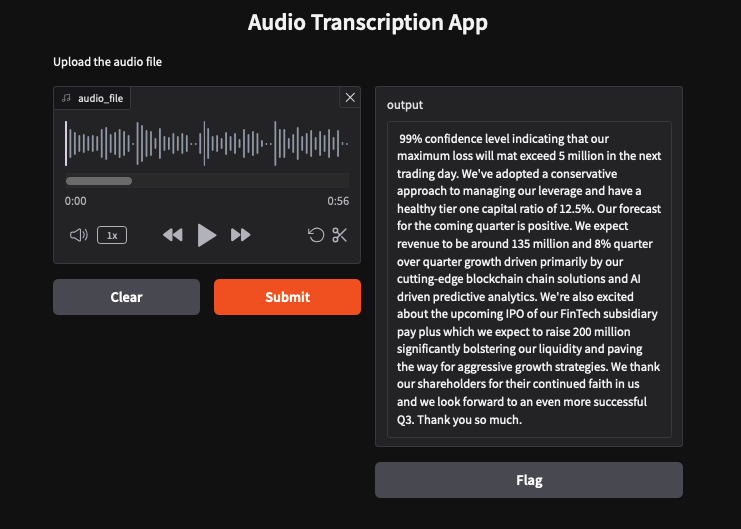 Audio Transcription App
Upload the audio file
audio_file
0:00
0:56
1x
Clear
Submit
output
99% confidence level indicating that our
maximum loss will mat exceed 5 million in the next
trading day. We've adopted a conservative
approach to managing our leverage and have a
healthy tier one capital ratio of 12.5%. Our forecast
for the coming quarter is positive. We expect
revenue to be around 135 million and 8% quarter
over quarter growth driven primarily by our
cutting-edge blockchain chain solutions and AI
driven predictive analytics. We're also excited
about the upcoming IPO of our FinTech subsidiary
pay plus which we expect to raise 200 million
significantly bolstering our liquidity and paving
the way for aggressive growth strategies. We thank
our shareholders for their continued faith in us
and we look forward to an even more successful
Q3. Thank you so much.
Flag